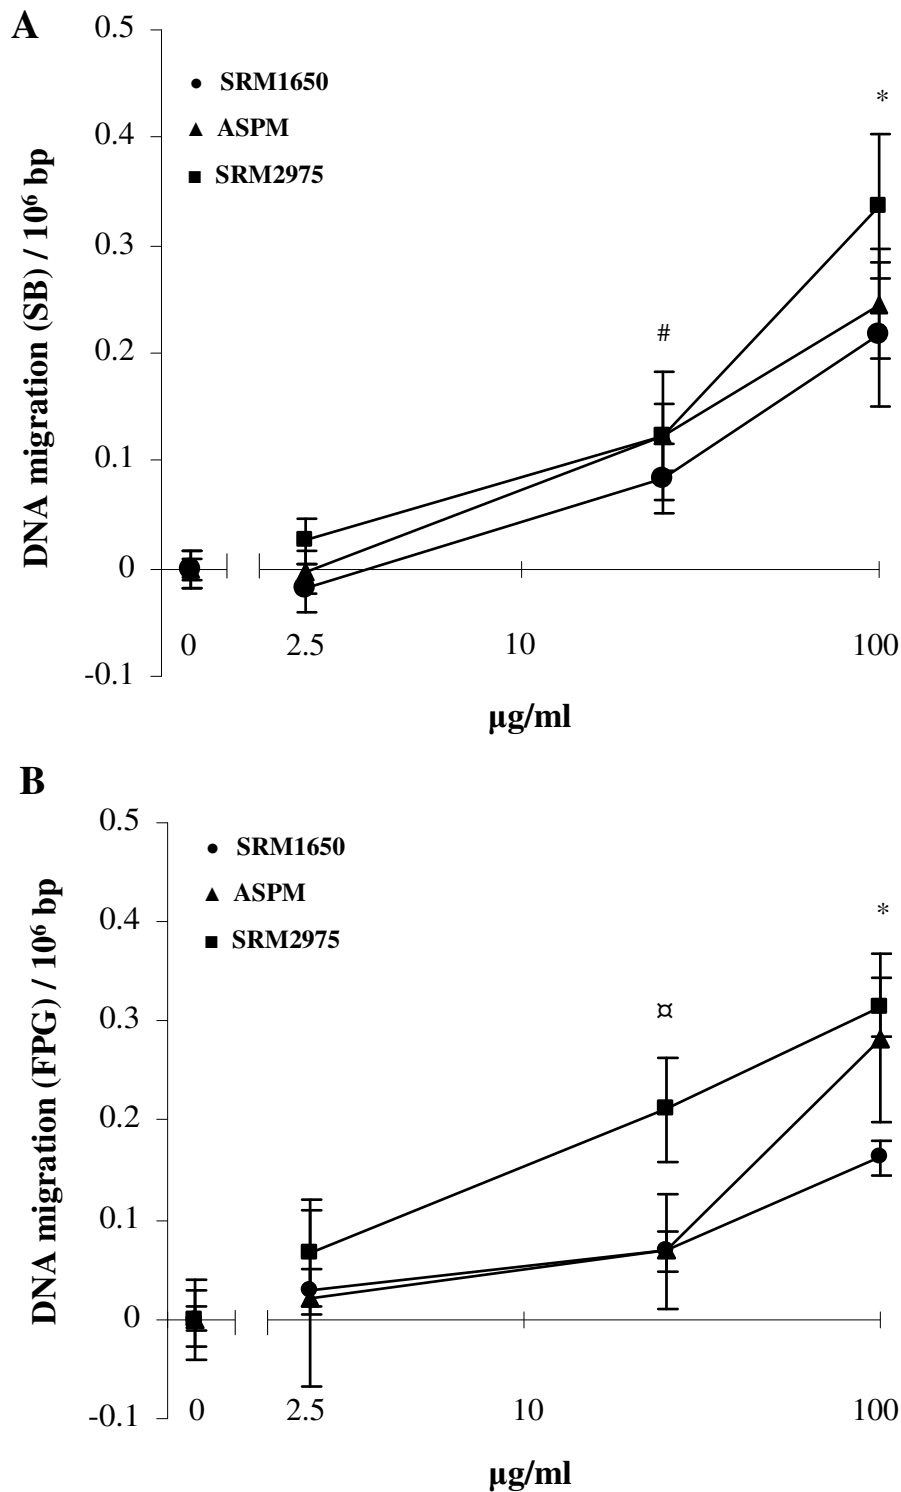 A
0.5
SRM1650
*
0.4
ASPM
SRM2975
0.3
#
0.2
0.1
0
-0.1
0 2.5 10 100
DNA migration (SB) / 10⁶ bp
µg/ml
B
0.5
SRM1650
ASPM
*
0.4
SRM2975
0.3
¤
0.2
0.1
0
-0.1
0 2.5 10 100
DNA migration (FPG) / 10⁶ bp
µg/ml